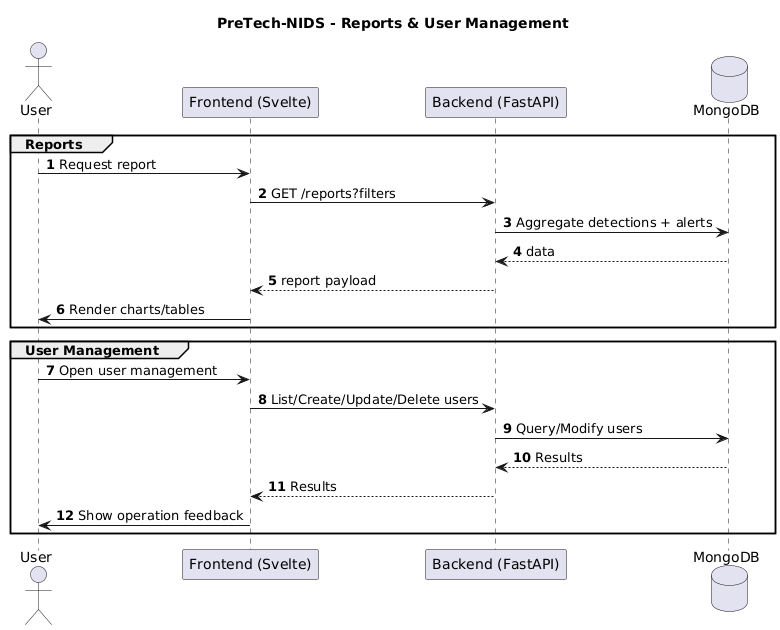 PreTech-NIDS - Reports & User Management
User
Frontend (Svelte)
Backend (FastAPI)
MongoDB
Reports
1 Request report
2 GET /reports?filters
3 Aggregate detections + alerts
4 data
5 report payload
6 Render charts/tables
User Management
7 Open user management
8 List/Create/Update/Delete users
9 Query/Modify users
10 Results
11 Results
12 Show operation feedback
User
Frontend (Svelte)
Backend (FastAPI)
MongoDB